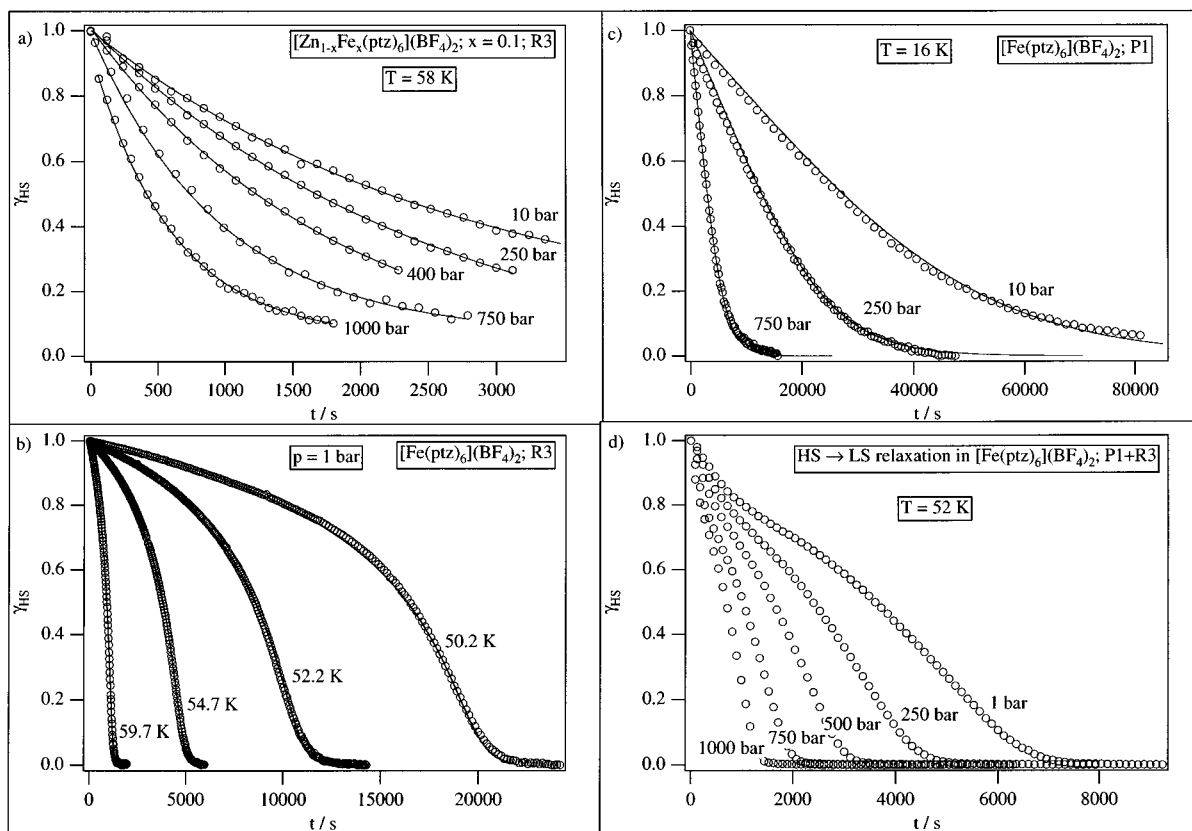 a)
[Zn1-xFex(ptz)6](BF4)2; x = 0.1; R3
T = 58 K
1.0
0.8
0.6
0.4
0.2
0.0
γHS
10 bar
250 bar
400 bar
750 bar
1000 bar
0 500 1000 1500 2000 2500 3000
t / s
c)
T = 16 K
[Fe(ptz)6](BF4)2; P1
1.0
0.8
0.6
0.4
0.2
0.0
γHS
10 bar
250 bar
750 bar
0 20000 40000 60000 80000
t / s
b)
p = 1 bar
[Fe(ptz)6](BF4)2; R3
1.0
0.8
0.6
0.4
0.2
0.0
γHS
50.2 K
52.2 K
54.7 K
59.7 K
0 5000 10000 15000 20000
t / s
d)
HS → LS relaxation in [Fe(ptz)6](BF4)2; P1+R3
T = 52 K
1.0
0.8
0.6
0.4
0.2
0.0
γHS
1 bar
250 bar
500 bar
750 bar
1000 bar
0 2000 4000 6000 8000
t / s